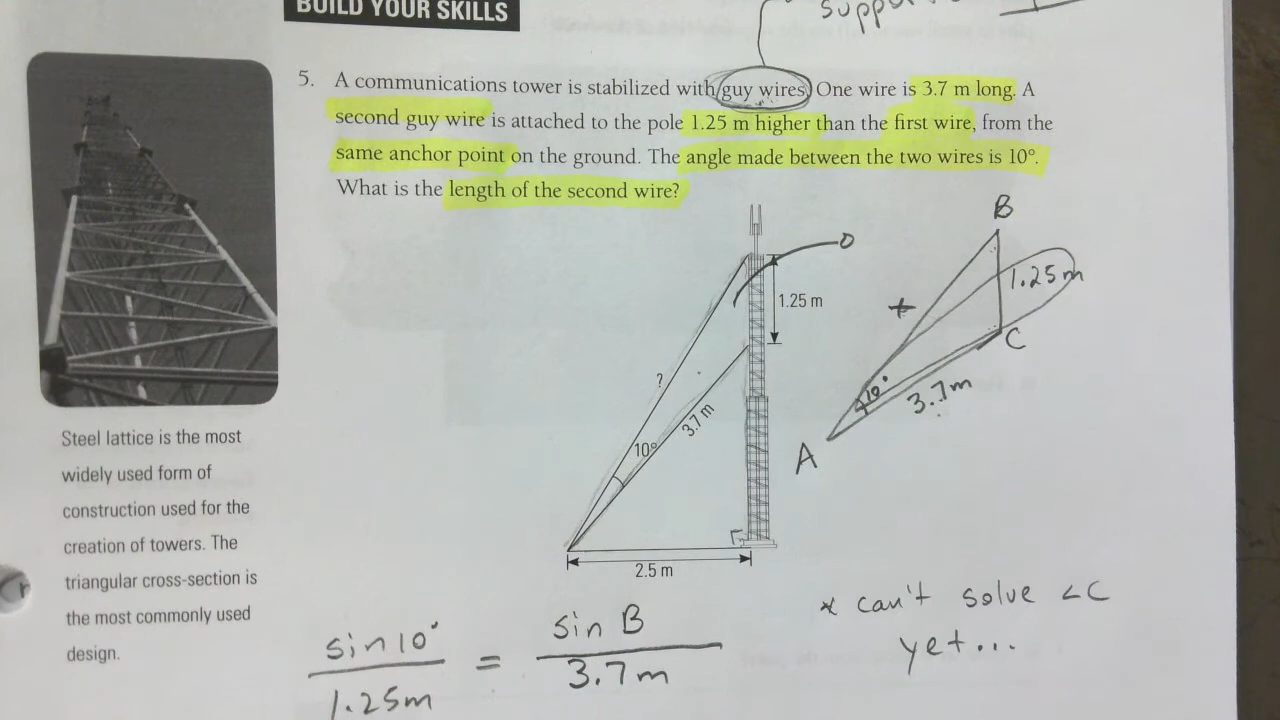 BUILD YOUR SKILLS
5. A communications tower is stabilized with guy wires. One wire is 3.7 m long. A
second guy wire is attached to the pole 1.25 m higher than the first wire, from the
same anchor point on the ground. The angle made between the two wires is 10°.
What is the length of the second wire?
B
1.25 m
1.25m
+
C
?
10°
3.7 m
10°
3.7m
A
2.5 m
Steel lattice is the most
widely used form of
construction used for the
creation of towers. The
triangular cross-section is
the most commonly used
design.
sin 10° = sin B
1.25m 3.7m
* can't solve ∠C
yet...